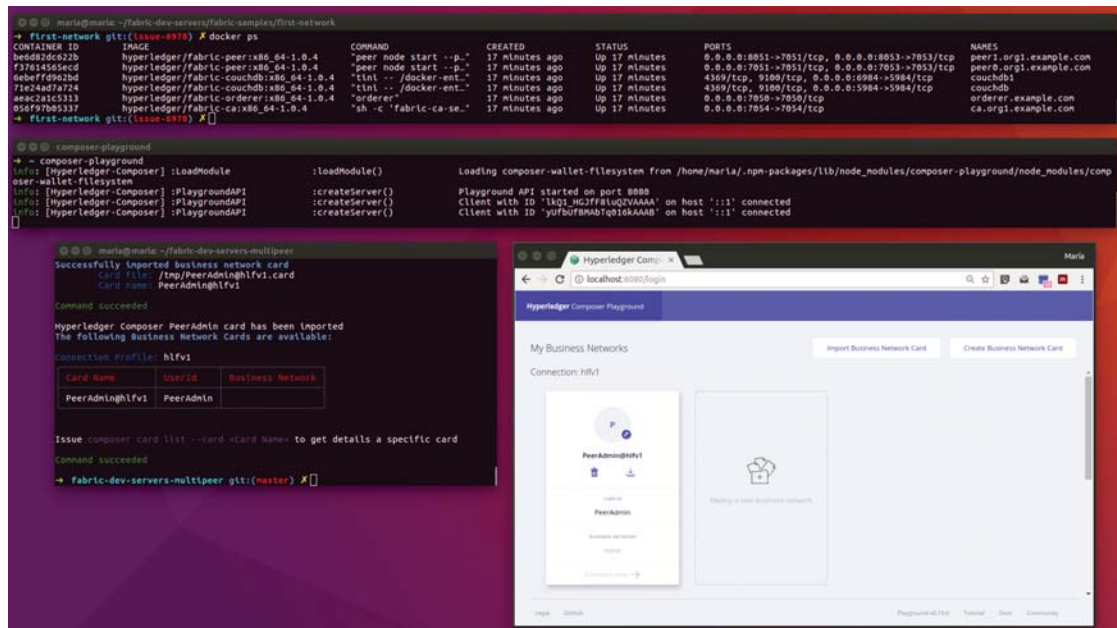 maria@maria: ~/fabric-dev-servers/fabric-samples/first-network
→ first-network git:(issue-6978) ✗ docker ps
CONTAINER ID IMAGE COMMAND CREATED STATUS PORTS NAMES
be6d82dc622b hyperledger/fabric-peer:x86_64-1.0.4 "peer node start --p…" 17 minutes ago Up 17 minutes 0.0.0.0:8051->7051/tcp, 0.0.0.0:8053->7053/tcp peer1.org1.example.com
f37614565ecd hyperledger/fabric-peer:x86_64-1.0.4 "peer node start --p…" 17 minutes ago Up 17 minutes 0.0.0.0:7051->7051/tcp, 0.0.0.0:7053->7053/tcp peer0.org1.example.com
6ebeffd962bd hyperledger/fabric-couchdb:x86_64-1.0.4 "tini -- /docker-ent…" 17 minutes ago Up 17 minutes 4369/tcp, 9100/tcp, 0.0.0.0:6984->5984/tcp couchdb1
71e24ad7a724 hyperledger/fabric-couchdb:x86_64-1.0.4 "tini -- /docker-ent…" 17 minutes ago Up 17 minutes 4369/tcp, 9100/tcp, 0.0.0.0:5984->5984/tcp couchdb
aeac2a1c5313 hyperledger/fabric-orderer:x86_64-1.0.4 "orderer" 17 minutes ago Up 17 minutes 0.0.0.0:7050->7050/tcp orderer.example.com
056f97b05337 hyperledger/fabric-ca:x86_64-1.0.4 "sh -c 'fabric-ca-se…" 17 minutes ago Up 17 minutes 0.0.0.0:7054->7054/tcp ca.org1.example.com
→ first-network git:(issue-6978) ✗
composer-playground
→ ~ composer-playground
info: [Hyperledger-Composer] :LoadModule :loadModule() Loading composer-wallet-filesystem from /home/maria/.npm-packages/lib/node_modules/composer-playground/node_modules/comp
oser-wallet-filesystem
info: [Hyperledger-Composer] :PlaygroundAPI :createServer() Playground API started on port 8080
info: [Hyperledger-Composer] :PlaygroundAPI :createServer() Client with ID 'lkQ1_HGJfF8iuQZVAAAA' on host '::1' connected
info: [Hyperledger-Composer] :PlaygroundAPI :createServer() Client with ID 'yUfbUfBMAbTq016kAAAB' on host '::1' connected
maria@maria: ~/fabric-dev-servers-multipeer
Successfully imported business network card
Card file: /tmp/PeerAdmin@hlfv1.card
Card name: PeerAdmin@hlfv1
Command succeeded
Hyperledger Composer PeerAdmin card has been imported
The following Business Network Cards are available:
Connection Profile: hlfv1
Card Name UserId Business Network
PeerAdmin@hlfv1 PeerAdmin
Issue composer card list --card <Card Name> to get details a specific card
Command succeeded
→ fabric-dev-servers-multipeer git:(master) ✗
Hyperledger Comp
Maria
localhost:8080/login
Hyperledger Composer Playground
My Business Networks
Import Business Network Card
Create Business Network Card
Connection: hlfv1
P
PeerAdmin@hlfv1
USER ID
PeerAdmin
BUSINESS NETWORK
none
Connect now →
Deploy a new business network
Legal GitHub
Tutorial Docs Community